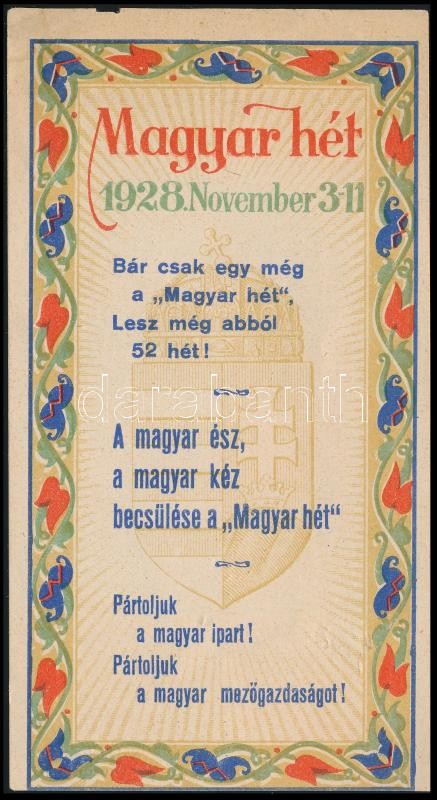 Magyar hét
1928. November 3-11
Bár csak egy még
a „Magyar hét“,
Lesz még abból
52 hét!
darabanth
A magyar ész,
a magyar kéz
becsülése a „Magyar hét“
Pártoljuk
a magyar ipart!
Pártoljuk
a magyar mezőgazdaságot!